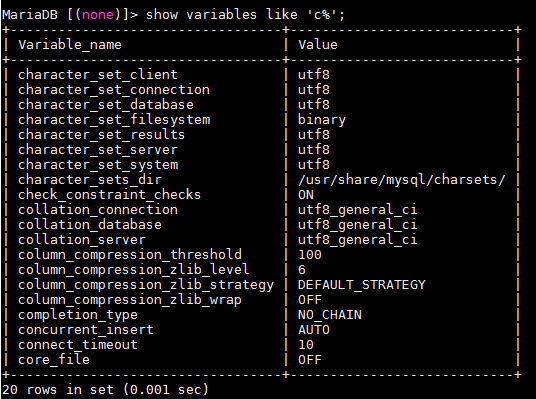 MariaDB [(none)]> show variables like 'c%';
+----------------------------------+----------------------------+
| Variable_name                    | Value                      |
+----------------------------------+----------------------------+
| character_set_client             | utf8                       |
| character_set_connection         | utf8                       |
| character_set_database           | utf8                       |
| character_set_filesystem         | binary                     |
| character_set_results            | utf8                       |
| character_set_server             | utf8                       |
| character_set_system             | utf8                       |
| character_sets_dir               | /usr/share/mysql/charsets/ |
| check_constraint_checks          | ON                         |
| collation_connection             | utf8_general_ci            |
| collation_database               | utf8_general_ci            |
| collation_server                 | utf8_general_ci            |
| column_compression_threshold     | 100                        |
| column_compression_zlib_level    | 6                          |
| column_compression_zlib_strategy | DEFAULT_STRATEGY           |
| column_compression_zlib_wrap     | OFF                        |
| completion_type                  | NO_CHAIN                   |
| concurrent_insert                | AUTO                       |
| connect_timeout                  | 10                         |
| core_file                        | OFF                        |
+----------------------------------+----------------------------+
20 rows in set (0.001 sec)